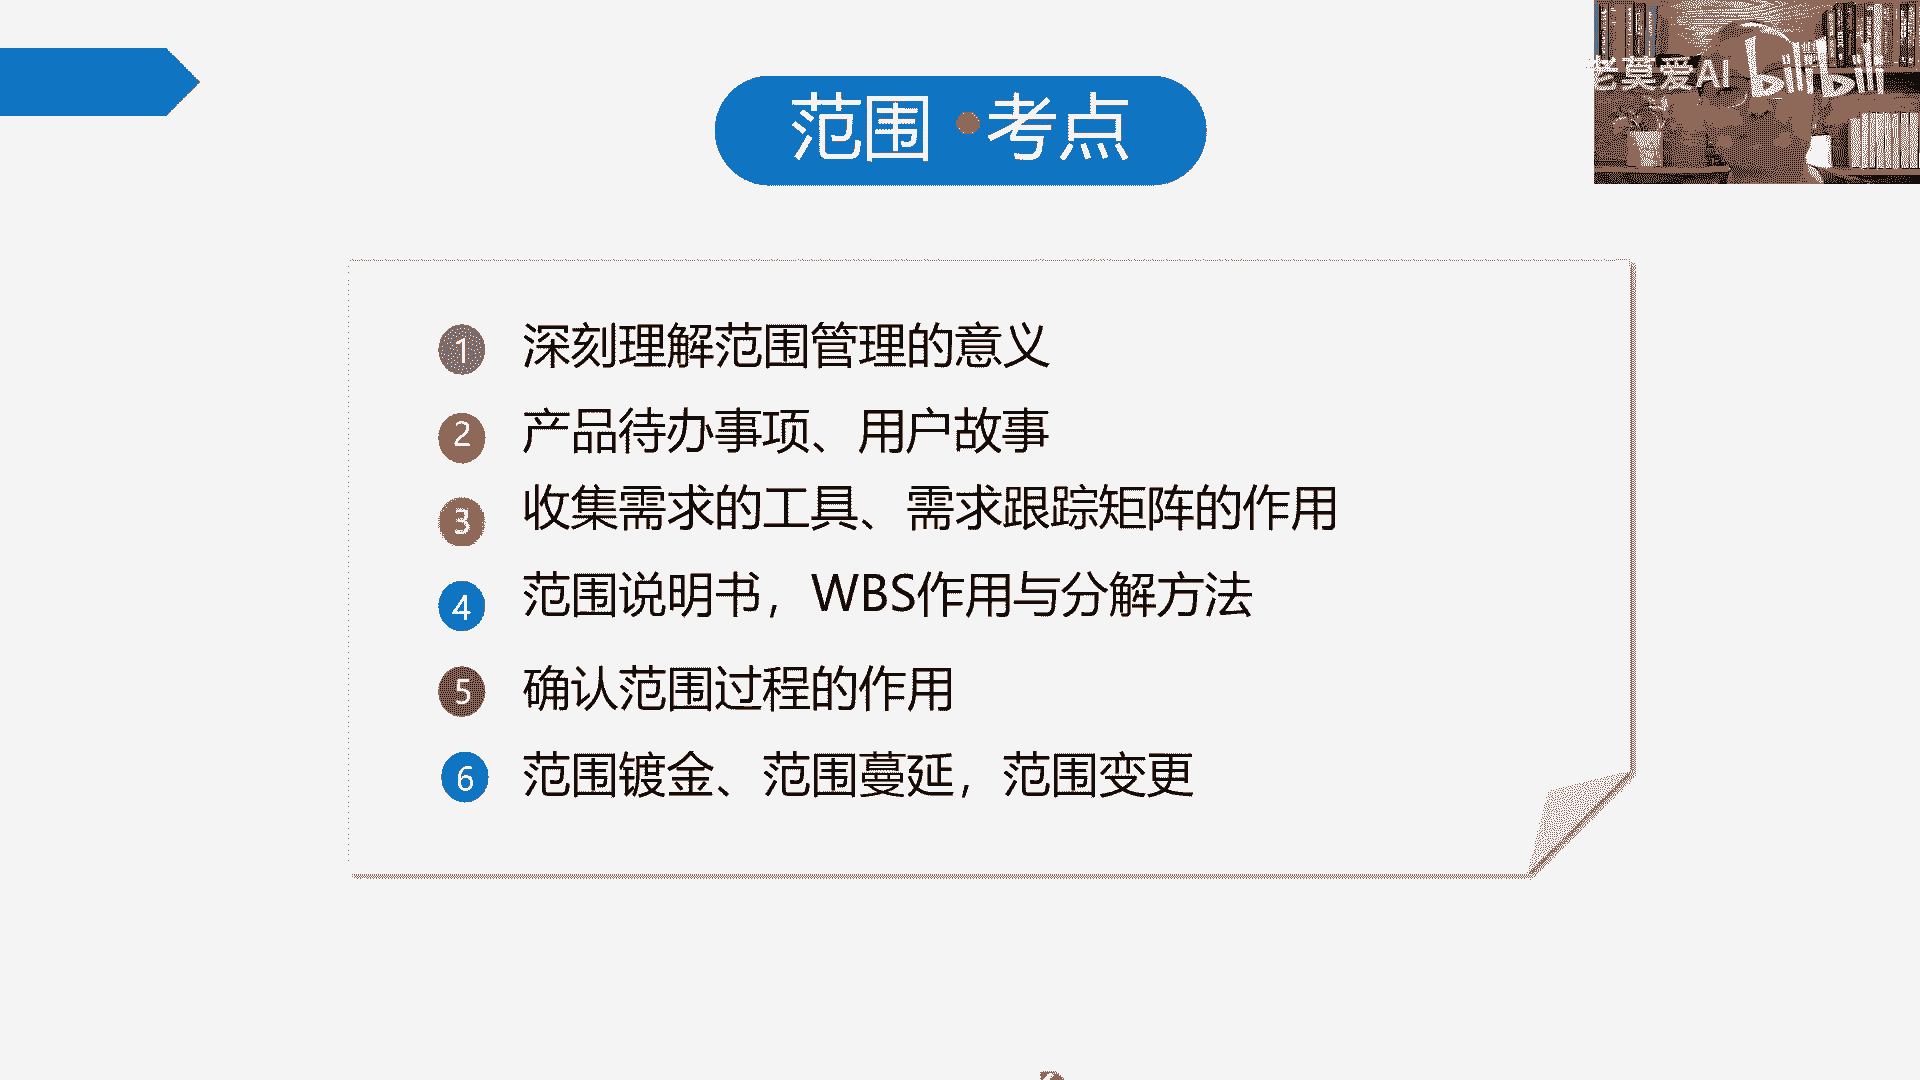 老莫爱AI bilibili
范围·考点
1 深刻理解范围管理的意义
2 产品待办事项、用户故事
3 收集需求的工具、需求跟踪矩阵的作用
4 范围说明书，WBS作用与分解方法
5 确认范围过程的作用
6 范围镀金、范围蔓延，范围变更